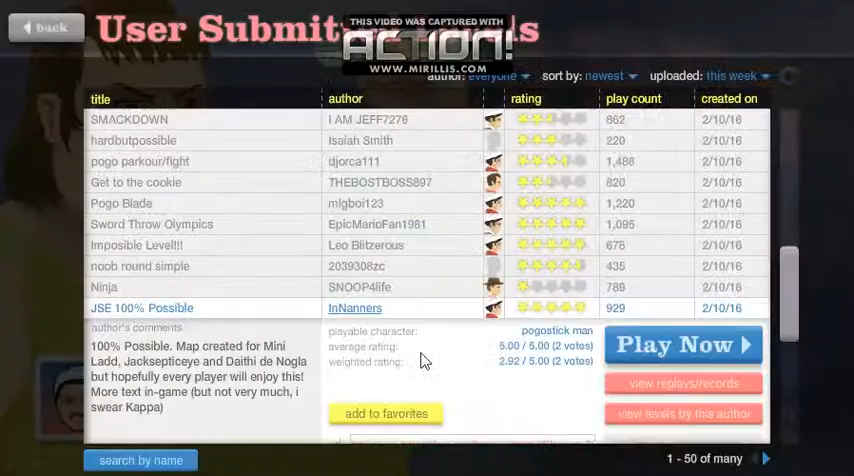 back
User Submit
THIS VIDEO WAS CAPTURED WITH
ACTION!
WWW.MIRILLIS.COM
author: everyone sort by: newest uploaded: this week
title author rating play count created on
SMACKDOWN I AM JEFF7276 862 2/10/16
hardbutpossible Isaiah Smith 220 2/10/16
pogo parkour/fight djorca111 1,486 2/10/16
Get to the cookie THEBOSTBOSS897 820 2/10/16
Pogo Blade mlgboi123 1,220 2/10/16
Sword Throw Olympics EpicMarioFan1981 1,095 2/10/16
Imposible Level!!! Leo Blitzerous 678 2/10/16
noob round simple 2039308zc 435 2/10/16
Ninja SNOOP4life 789 2/10/16
JSE 100% Possible InNanners 929 2/10/16
author's comments
100% Possible. Map created for Mini
Ladd, Jacksepticeye and Daithi de Nogla
but hopefully every player will enjoy this!
More text in-game (but not very much, i
swear Kappa)
playable character: pogostick man
average rating: 5.00 / 5.00 (2 votes)
weighted rating: 2.92 / 5.00 (2 votes)
add to favorites
Play Now
view replays/records
view levels by this author
search by name
1 - 50 of many